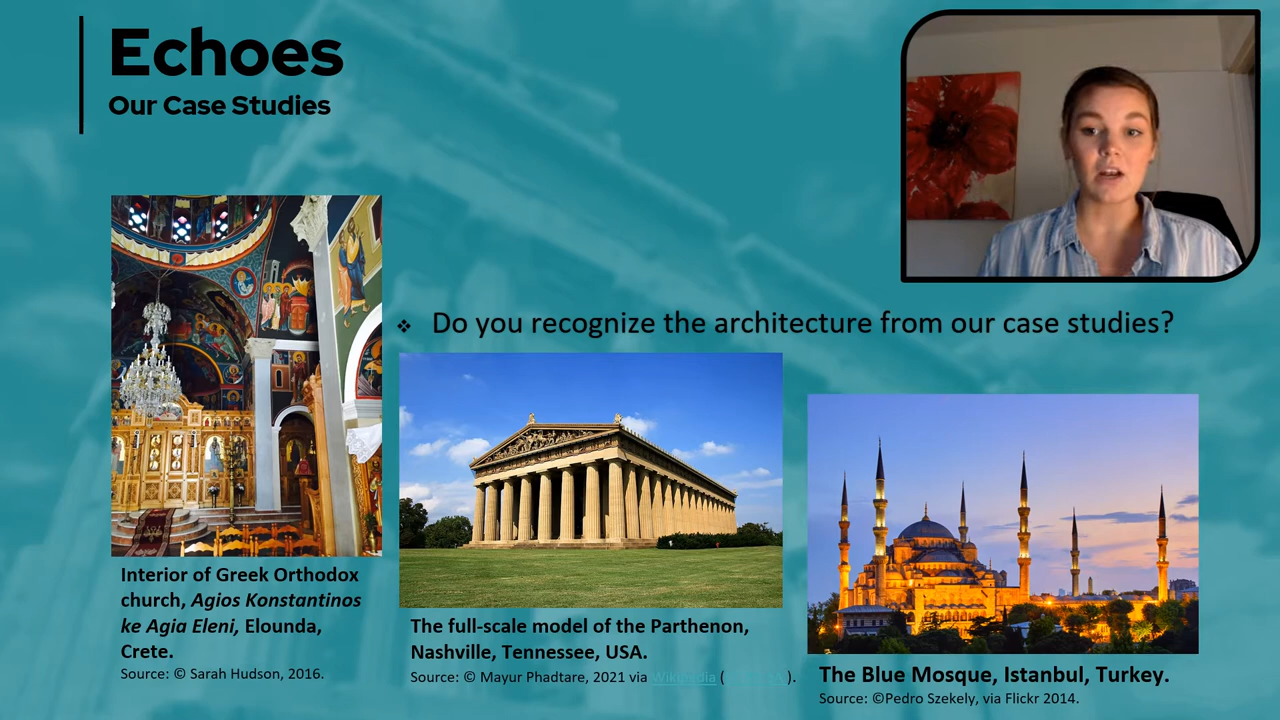 Echoes
Our Case Studies
❖ Do you recognize the architecture from our case studies?
Interior of Greek Orthodox
church, Agios Konstantinos
ke Agia Eleni, Elounda,
Crete.
Source: © Sarah Hudson, 2016.
The full-scale model of the Parthenon,
Nashville, Tennessee, USA.
Source: © Mayur Phadtare, 2021 via Wikimedia ( ).
The Blue Mosque, Istanbul, Turkey.
Source: ©Pedro Szekely, via Flickr 2014.